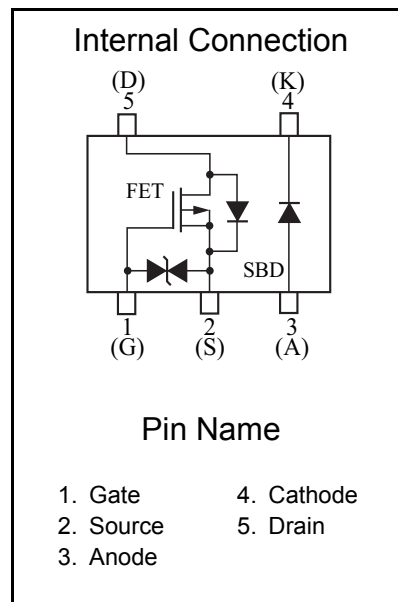 Internal Connection
(D) (K)
5 4
FET
SBD
1 2 3
(G) (S) (A)
Pin Name
1. Gate 4. Cathode
2. Source 5. Drain
3. Anode